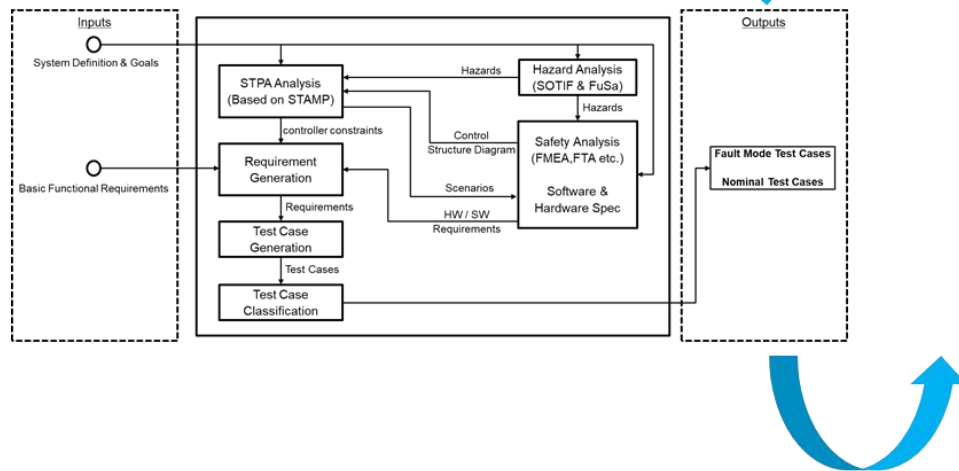 Inputs
System Definition & Goals
Basic Functional Requirements
STPA Analysis
(Based on STAMP)
controller constraints
Requirement
Generation
Requirements
Test Case
Generation
Test Cases
Test Case
Classification
Hazards
Hazard Analysis
(SOTIF & FuSa)
Hazards
Control
Structure Diagram
Safety Analysis
(FMEA,FTA etc.)
Software &
Hardware Spec
Scenarios
HW / SW
Requirements
Outputs
Fault Mode Test Cases
Nominal Test Cases